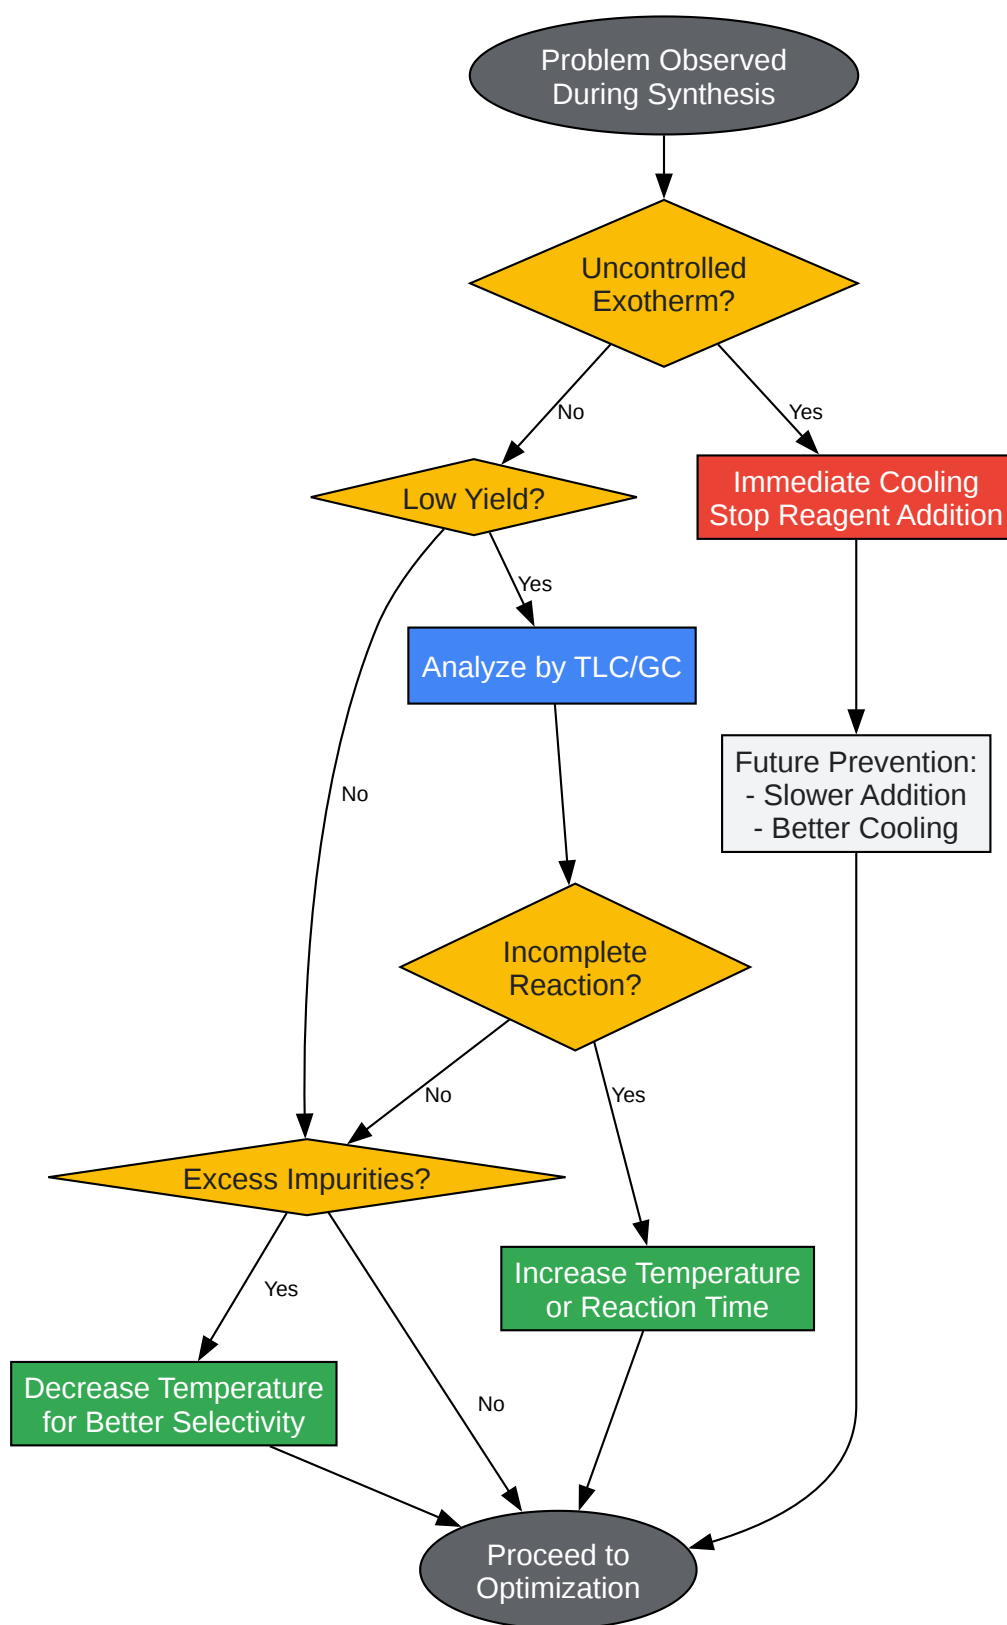 Problem Observed
During Synthesis
Uncontrolled
Exotherm?
No
Yes
Low Yield?
Immediate Cooling
Stop Reagent Addition
Yes
Analyze by TLC/GC
No
Future Prevention:
- Slower Addition
- Better Cooling
Incomplete
Reaction?
No
Yes
Excess Impurities?
Increase Temperature
or Reaction Time
Yes
Decrease Temperature
for Better Selectivity
No
Proceed to
Optimization